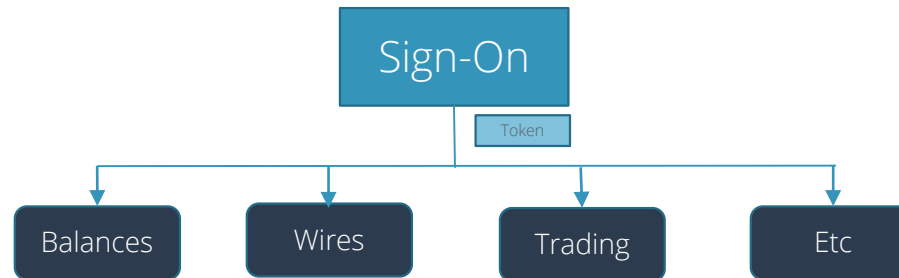 Sign-On
Token
Balances
Wires
Trading
Etc